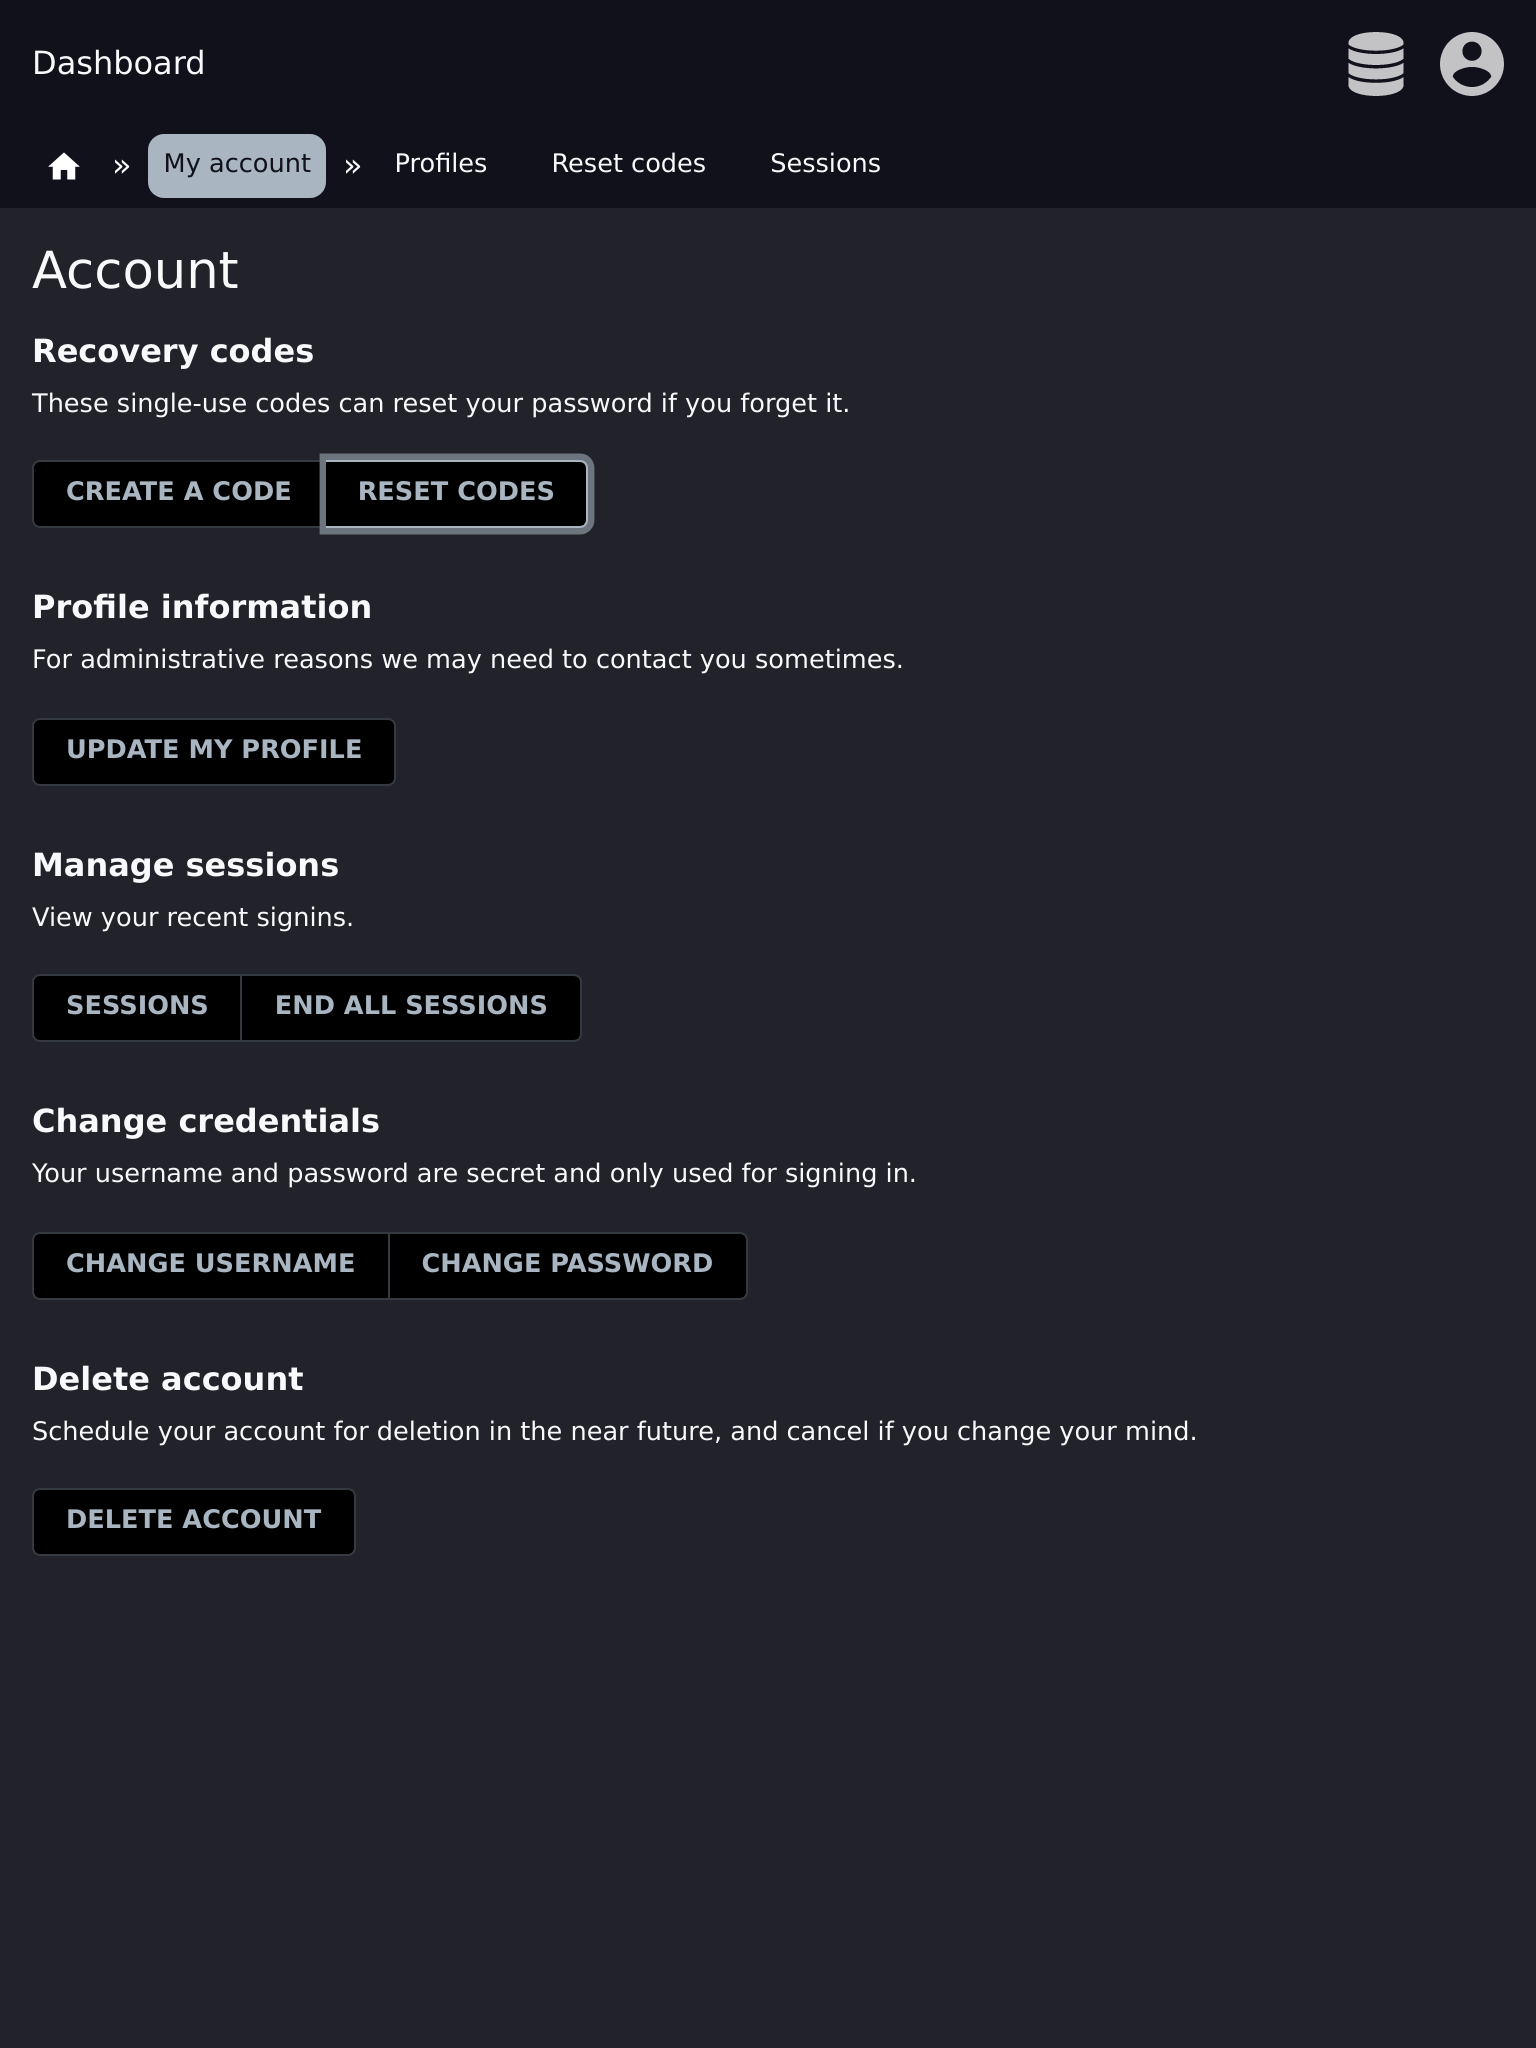 Dashboard
» My account » Profiles Reset codes Sessions
Account
Recovery codes
These single-use codes can reset your password if you forget it.
CREATE A CODE RESET CODES
Profile information
For administrative reasons we may need to contact you sometimes.
UPDATE MY PROFILE
Manage sessions
View your recent signins.
SESSIONS END ALL SESSIONS
Change credentials
Your username and password are secret and only used for signing in.
CHANGE USERNAME CHANGE PASSWORD
Delete account
Schedule your account for deletion in the near future, and cancel if you change your mind.
DELETE ACCOUNT